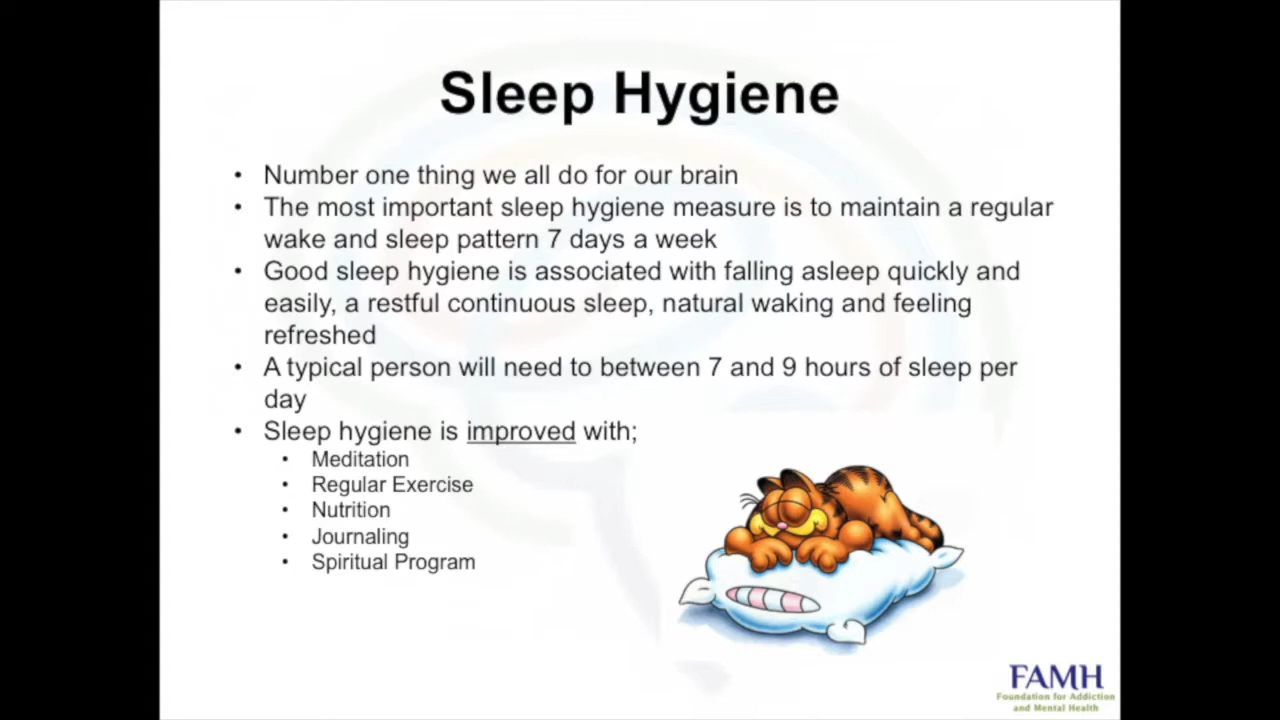 Sleep Hygiene
• Number one thing we all do for our brain
• The most important sleep hygiene measure is to maintain a regular
wake and sleep pattern 7 days a week
• Good sleep hygiene is associated with falling asleep quickly and
easily, a restful continuous sleep, natural waking and feeling
refreshed
• A typical person will need to between 7 and 9 hours of sleep per
day
• Sleep hygiene is improved with;
• Meditation
• Regular Exercise
• Nutrition
• Journaling
• Spiritual Program
FAMH
Foundation for Addiction
and Mental Health